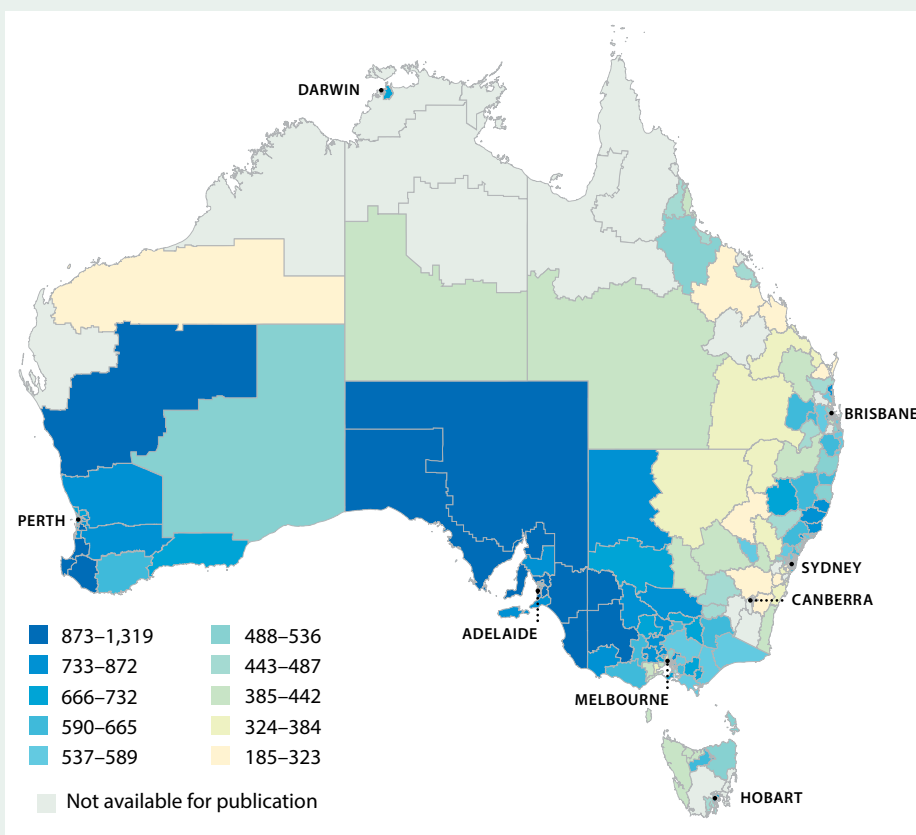 DARWIN
BRISBANE
PERTH
SYDNEY
CANBERRA
ADELAIDE
MELBOURNE
HOBART
873–1,319
733–872
666–732
590–665
537–589
488–536
443–487
385–442
324–384
185–323
Not available for publication